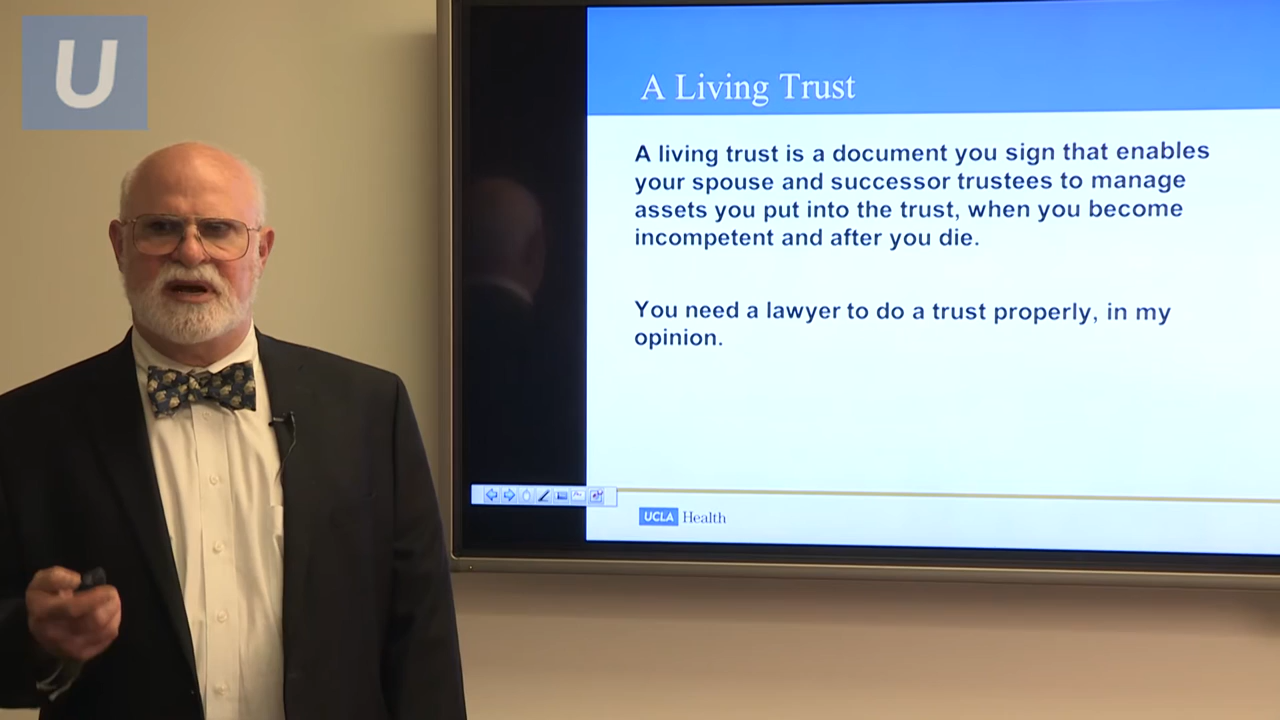 U
A Living Trust
A living trust is a document you sign that enables
your spouse and successor trustees to manage
assets you put into the trust, when you become
incompetent and after you die.
You need a lawyer to do a trust properly, in my
opinion.
UCLA Health